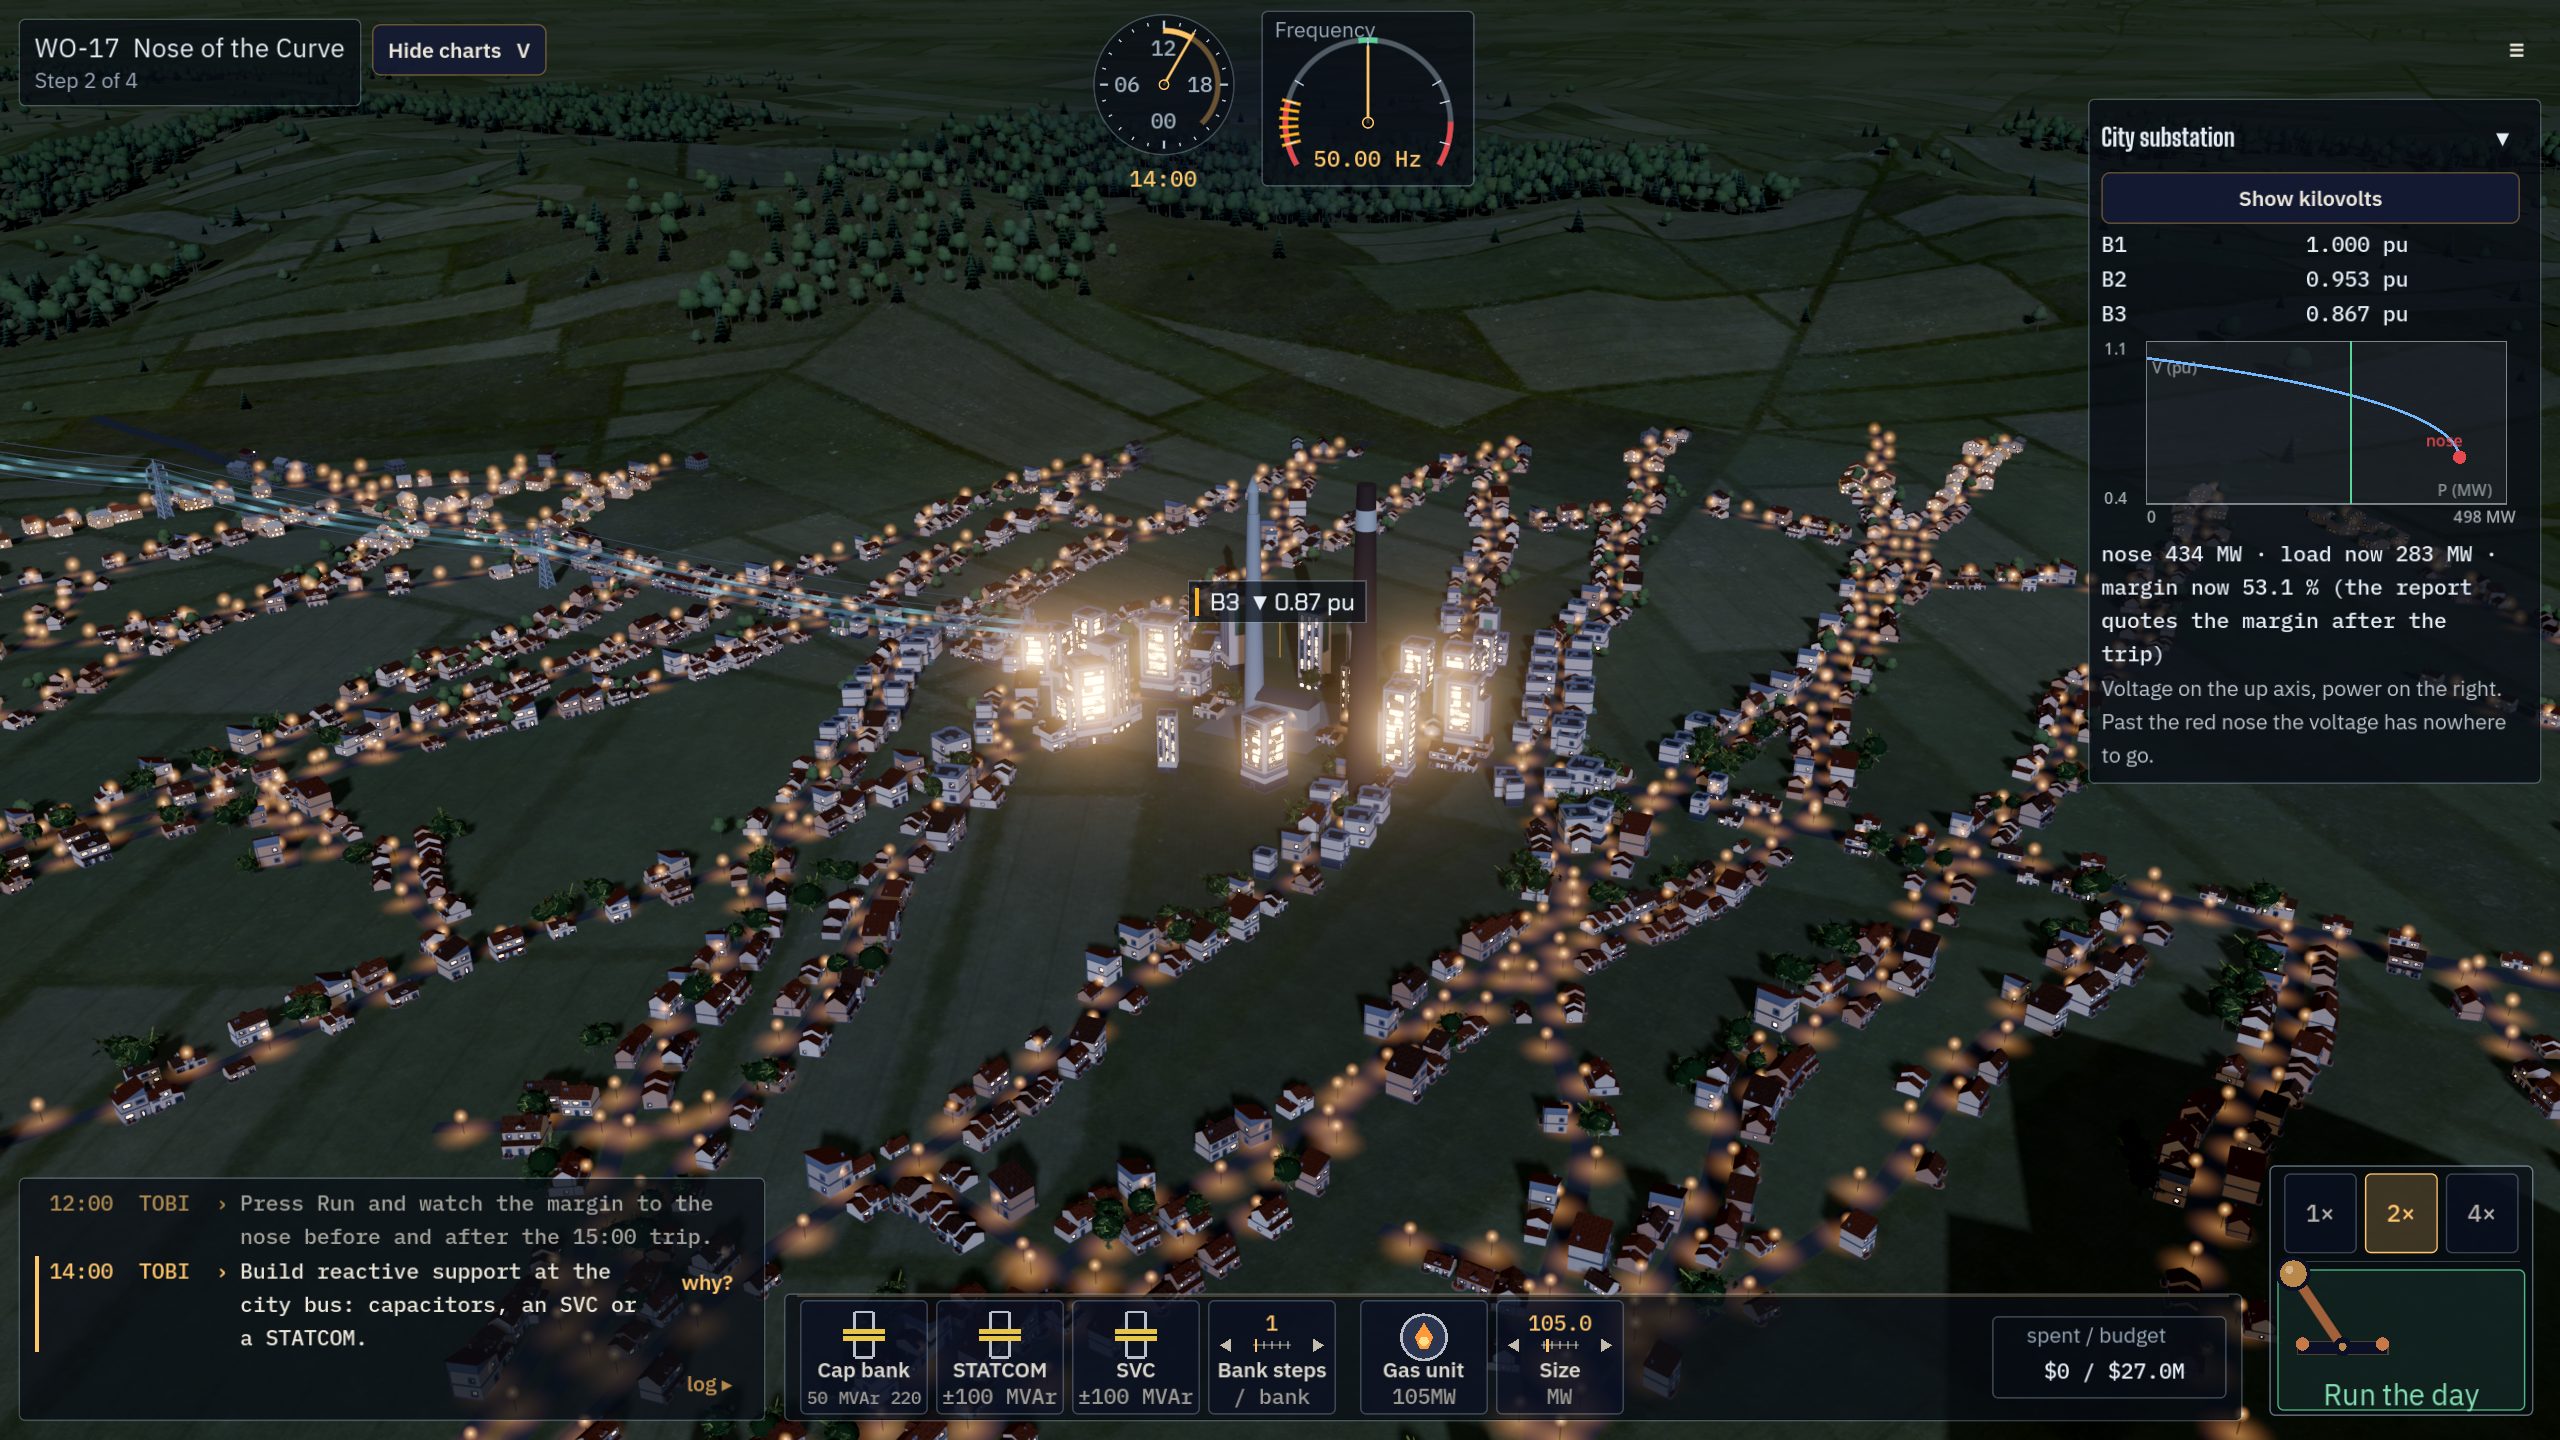 WO-17 Nose of the Curve
Step 2 of 4
Hide charts V
12
06
18
00
14:00
Frequency
50.00 Hz
≡
City substation ▼
Show kilovolts
B1 1.000 pu
B2 0.953 pu
B3 0.867 pu
1.1
V (pu)
nose
P (MW)
0.4
0
498 MW
nose 434 MW · load now 283 MW ·
margin now 53.1 % (the report
quotes the margin after the
trip)
Voltage on the up axis, power on the right.
Past the red nose the voltage has nowhere
to go.
B3 ▼ 0.87 pu
12:00 TOBI › Press Run and watch the margin to the
nose before and after the 15:00 trip.
14:00 TOBI › Build reactive support at the
city bus: capacitors, an SVC or
a STATCOM.
why?
log ▸
Cap bank
50 MVAr 220
STATCOM
±100 MVAr
SVC
±100 MVAr
◀ 1 ▶
Bank steps
/ bank
Gas unit
105MW
◀ 105.0 ▶
Size
MW
spent / budget
$0 / $27.0M
1×
2×
4×
Run the day